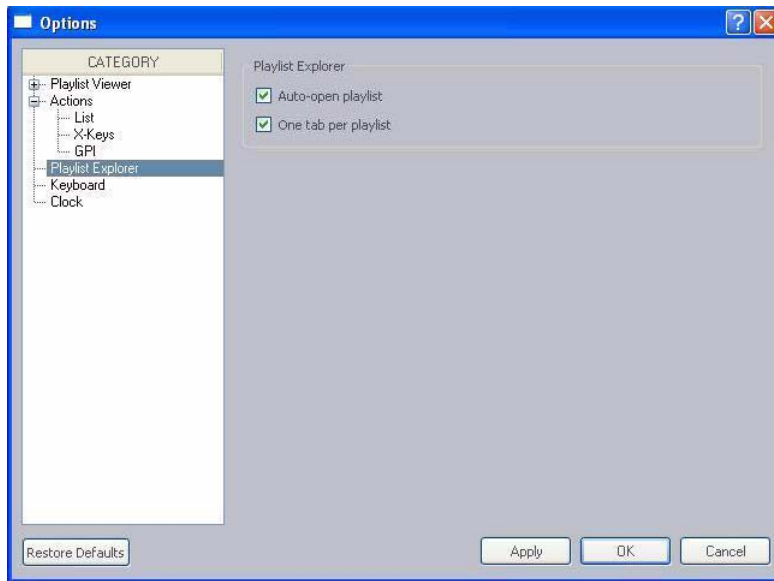 Options
CATEGORY
Playlist Viewer
Actions
List
X-Keys
GPI
Playlist Explorer
Keyboard
Clock
Playlist Explorer
Auto-open playlist
One tab per playlist
Restore Defaults
Apply
OK
Cancel